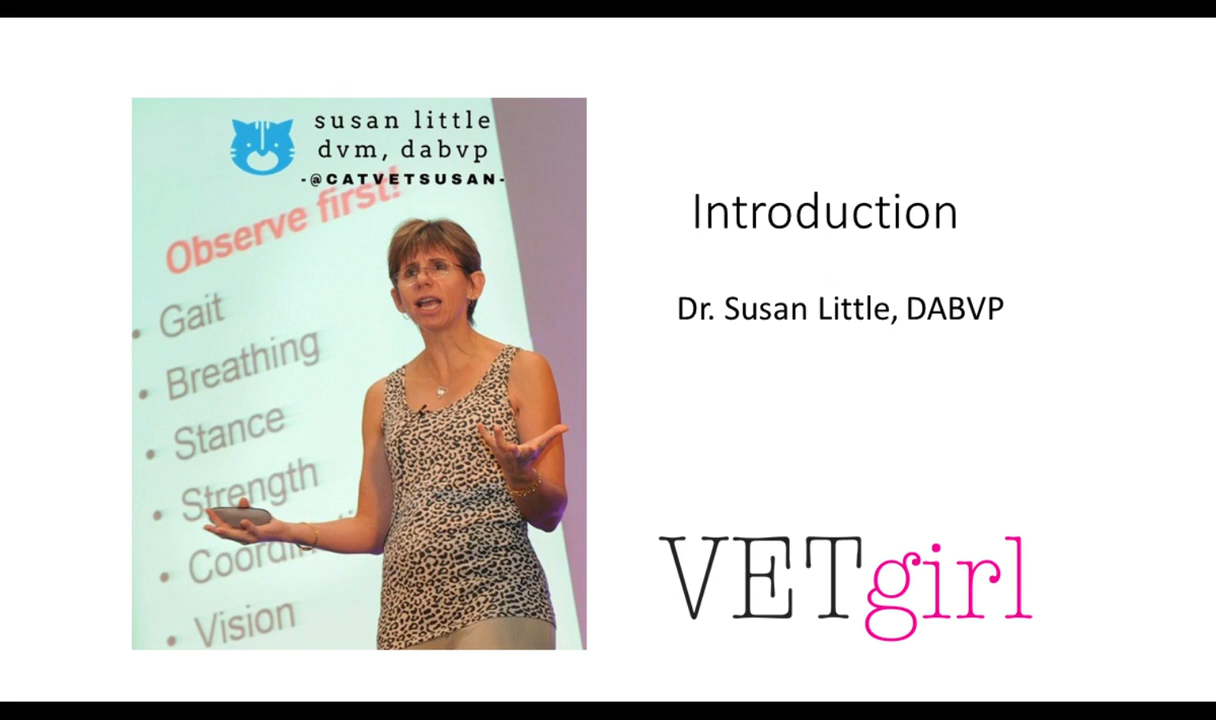 susan little
dvm, dabvp
-@CATVETSUSAN-
Observe first!
• Gait
• Breathing
• Stance
• Strength
• Vision
Introduction
Dr. Susan Little, DABVP
VETgirl